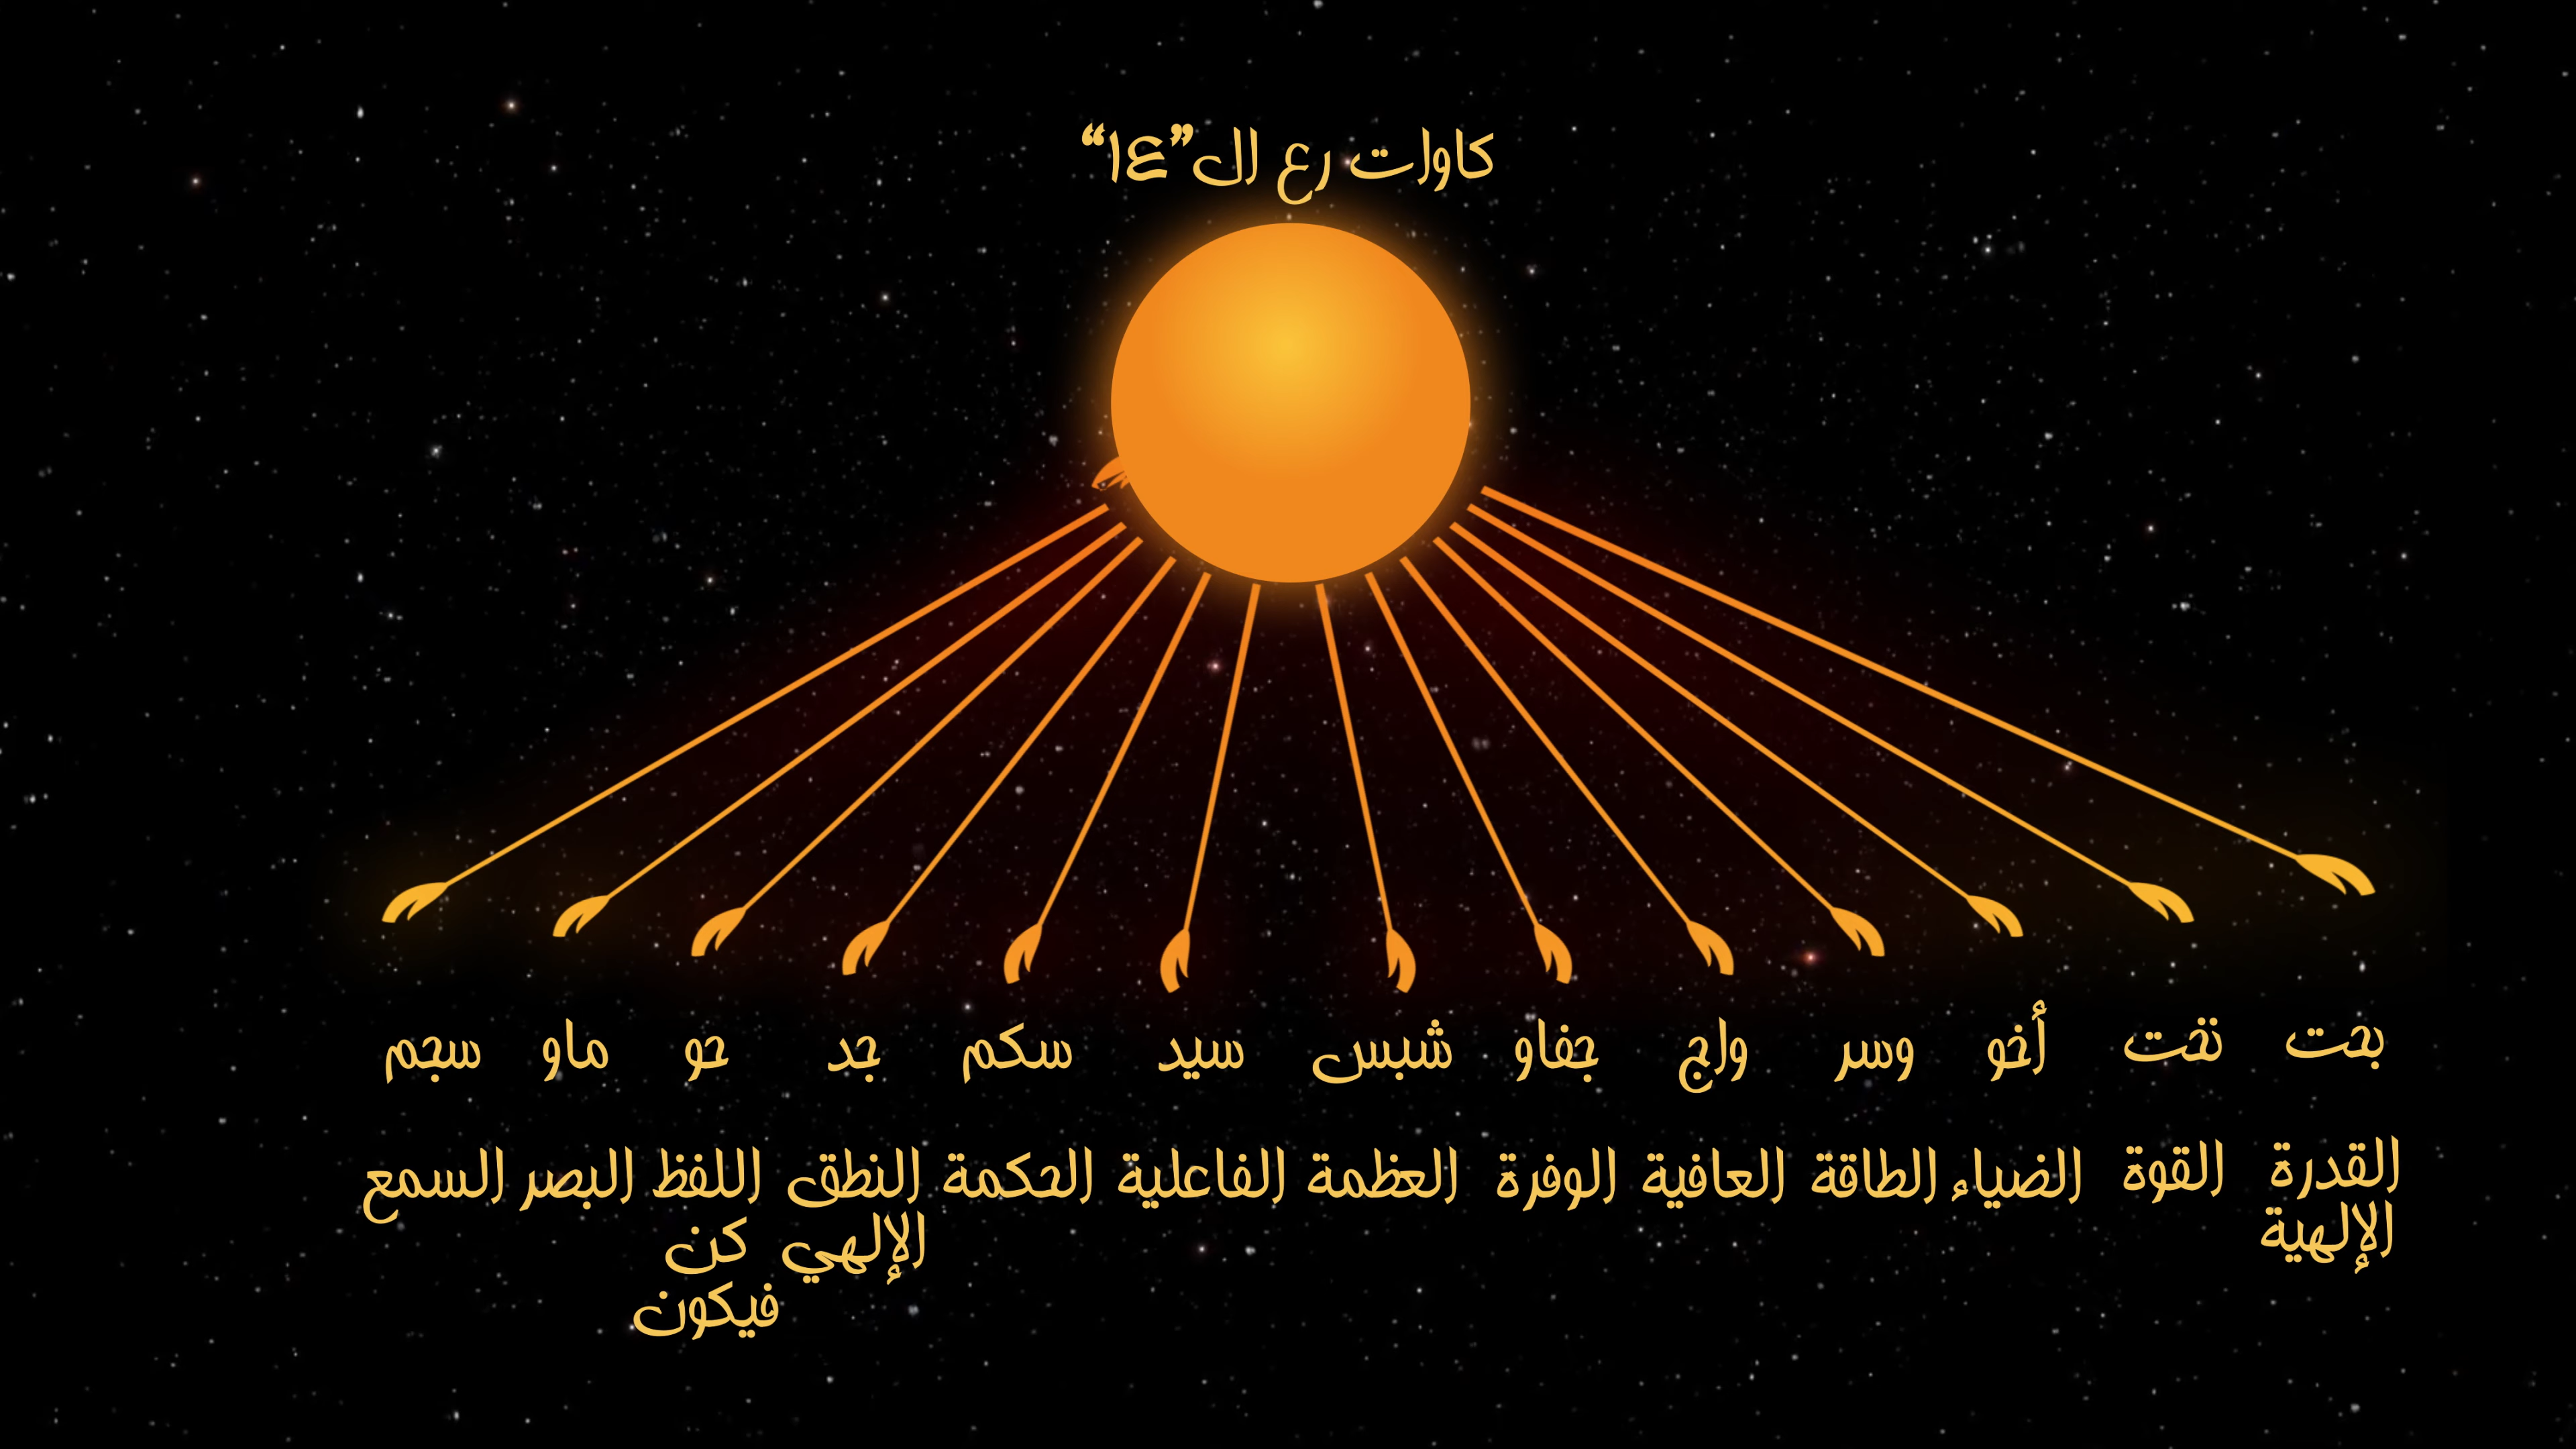 كاوات رع ال”١٤“
بحت نخت أخو وسر واج جفاو شبس سيد سكم جد حو ماو سجم
القدرة القوة الضياء الطاقة العافية الوفرة العظمة الفاعلية الحكمة النطق اللفظ البصر السمع
الإلهية الإلهي كن
فيكون